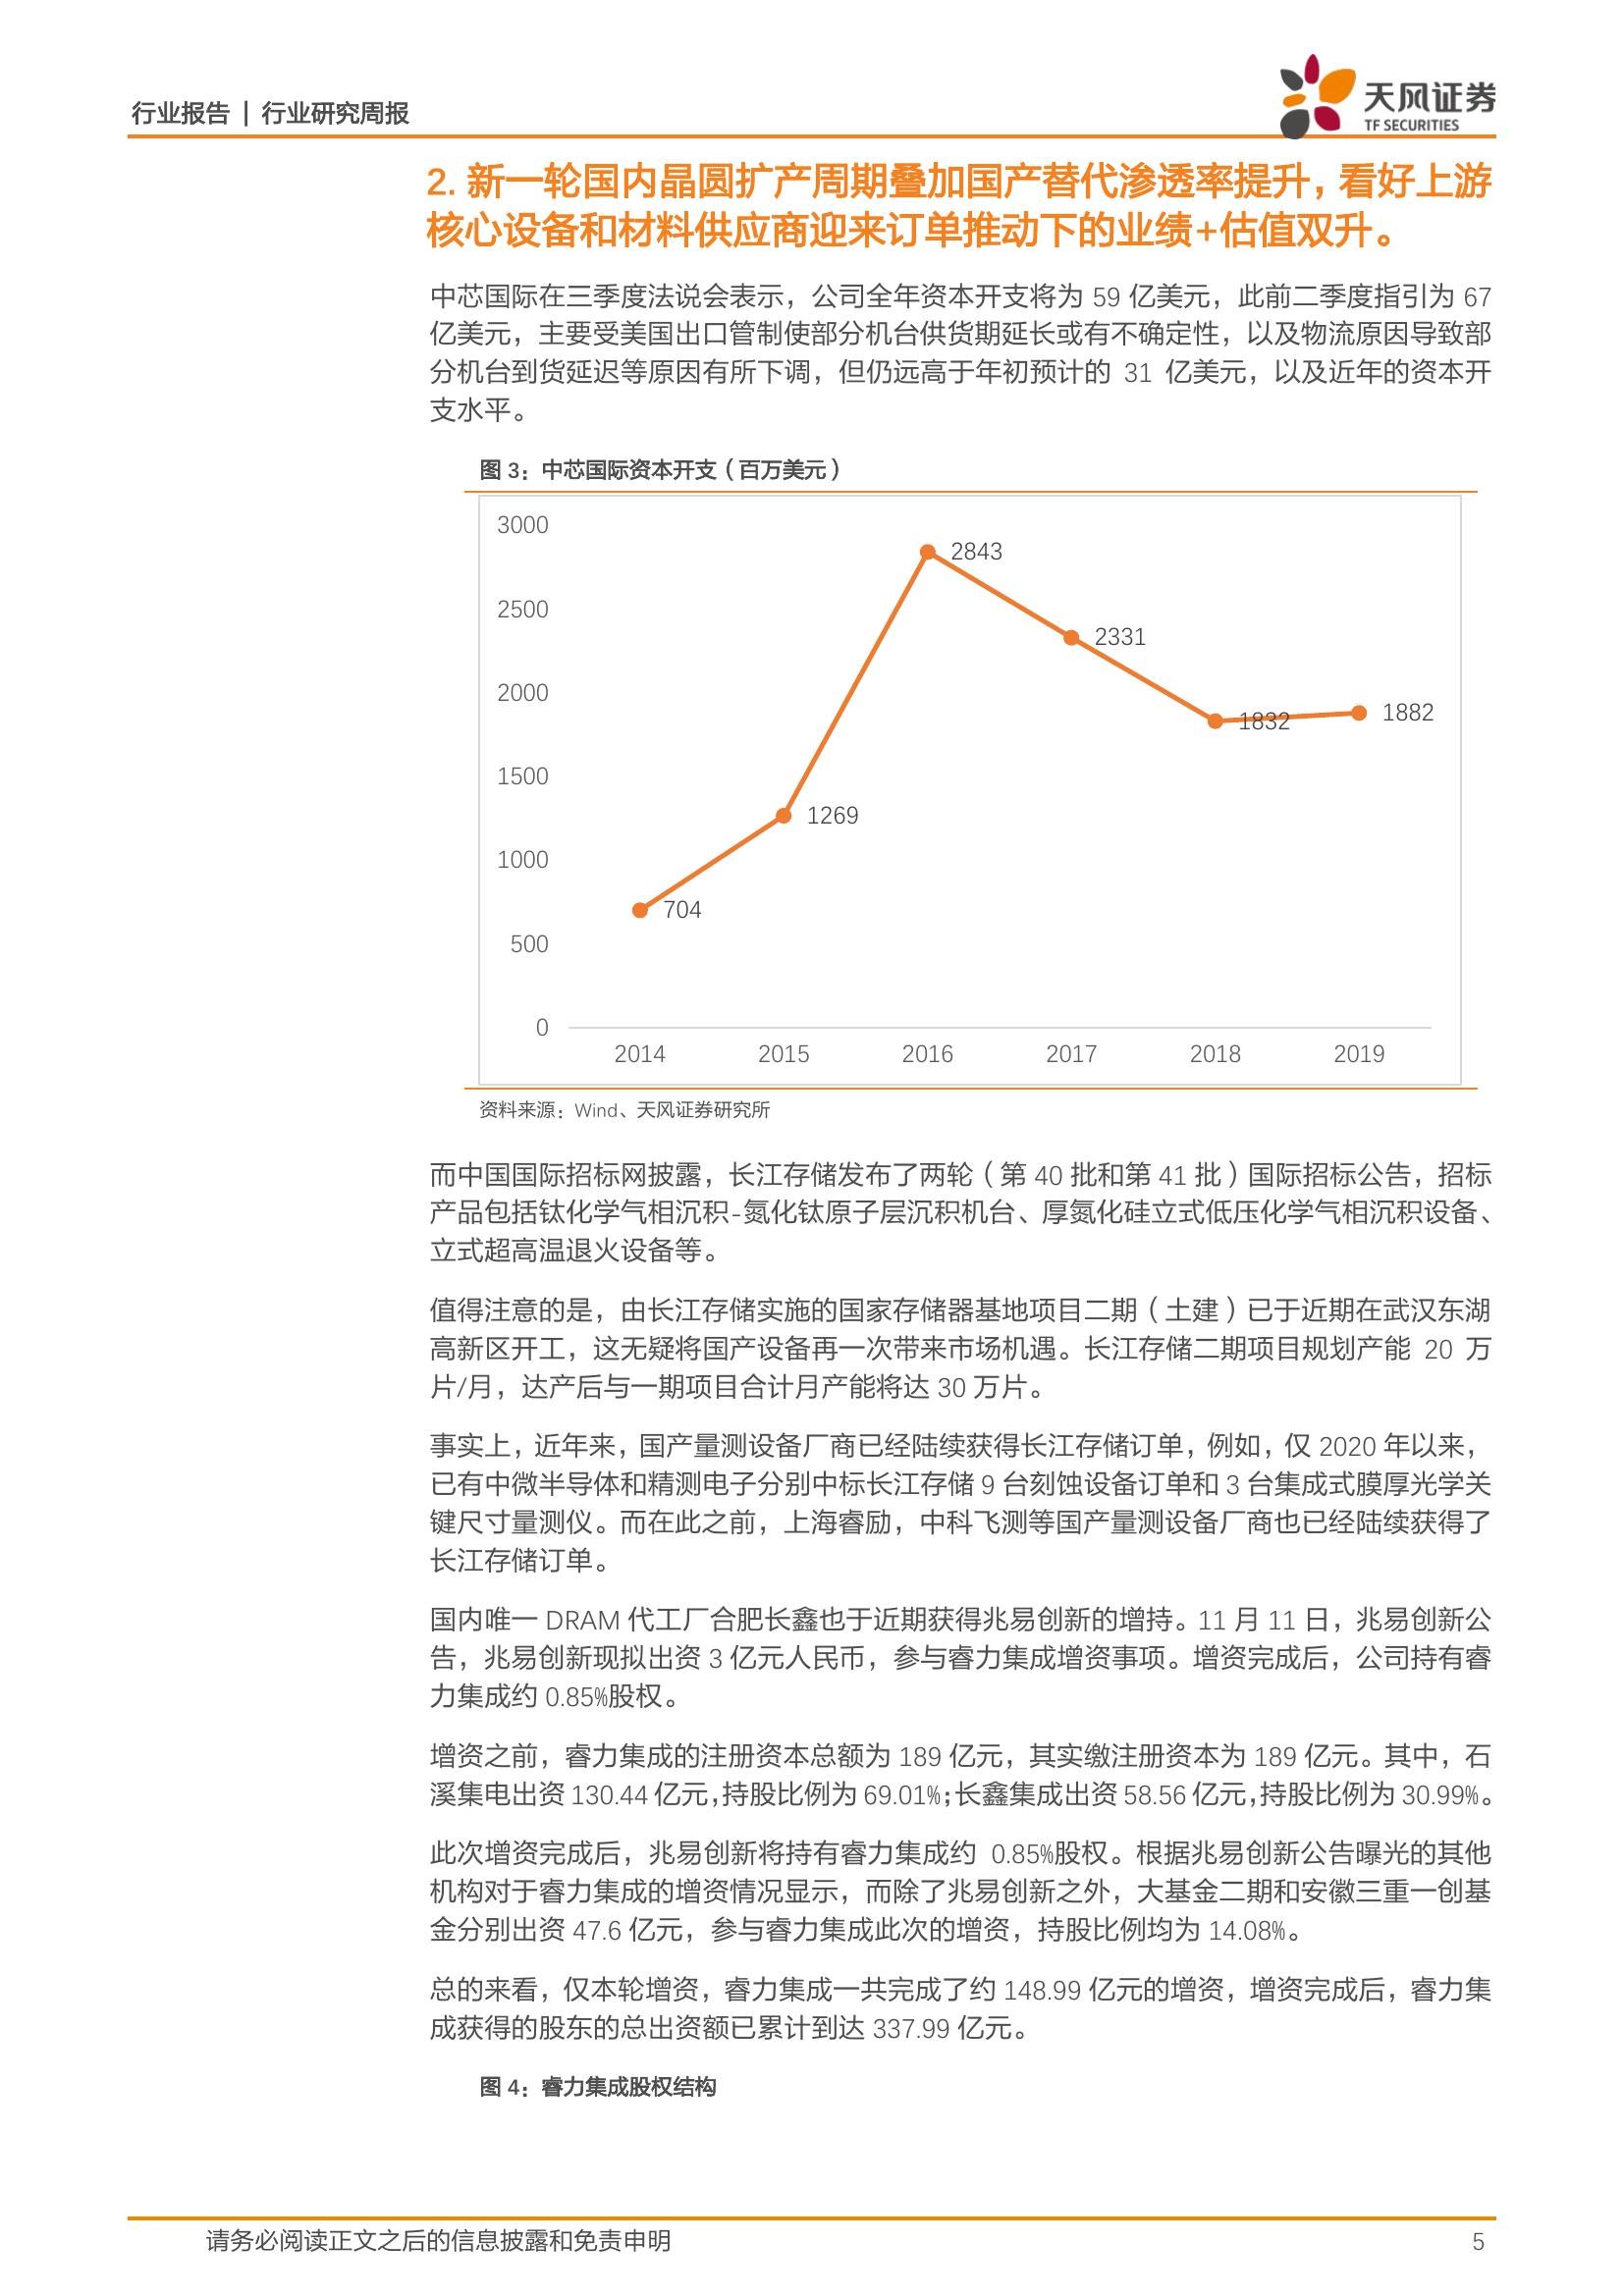 行业报告 | 行业研究周报
天风证券
TF SECURITIES
2. 新一轮国内晶圆扩产周期叠加国产替代渗透率提升，看好上游
核心设备和材料供应商迎来订单推动下的业绩+估值双升。
中芯国际在三季度法说会表示，公司全年资本开支将为 59 亿美元，此前二季度指引为 67
亿美元，主要受美国出口管制使部分机台供货期延长或有不确定性，以及物流原因导致部
分机台到货延迟等原因有所下调，但仍远高于年初预计的 31 亿美元，以及近年的资本开
支水平。
图 3：中芯国际资本开支（百万美元）
3000
2500
2000
1500
1000
500
0
704
1269
2843
2331
1832
1882
2014 2015 2016 2017 2018 2019
资料来源：Wind、天风证券研究所
而中国国际招标网披露，长江存储发布了两轮（第 40 批和第 41 批）国际招标公告，招标
产品包括钛化学气相沉积-氮化钛原子层沉积机台、厚氮化硅立式低压化学气相沉积设备、
立式超高温退火设备等。
值得注意的是，由长江存储实施的国家存储器基地项目二期（土建）已于近期在武汉东湖
高新区开工，这无疑将国产设备再一次带来市场机遇。长江存储二期项目规划产能 20 万
片/月，达产后与一期项目合计月产能将达 30 万片。
事实上，近年来，国产量测设备厂商已经陆续获得长江存储订单，例如，仅 2020 年以来，
已有中微半导体和精测电子分别中标长江存储 9 台刻蚀设备订单和 3 台集成式膜厚光学关
键尺寸量测仪。而在此之前，上海睿励，中科飞测等国产量测设备厂商也已经陆续获得了
长江存储订单。
国内唯一 DRAM 代工厂合肥长鑫也于近期获得兆易创新的增持。11 月 11 日，兆易创新公
告，兆易创新现拟出资 3 亿元人民币，参与睿力集成增资事项。增资完成后，公司持有睿
力集成约 0.85%股权。
增资之前，睿力集成的注册资本总额为 189 亿元，其实缴注册资本为 189 亿元。其中，石
溪集电出资 130.44 亿元，持股比例为 69.01%；长鑫集成出资 58.56 亿元，持股比例为 30.99%。
此次增资完成后，兆易创新将持有睿力集成约 0.85%股权。根据兆易创新公告曝光的其他
机构对于睿力集成的增资情况显示，而除了兆易创新之外，大基金二期和安徽三重一创基
金分别出资 47.6 亿元，参与睿力集成此次的增资，持股比例均为 14.08%。
总的来看，仅本轮增资，睿力集成一共完成了约 148.99 亿元的增资，增资完成后，睿力集
成获得的股东的总出资额已累计到达 337.99 亿元。
图 4：睿力集成股权结构
请务必阅读正文之后的信息披露和免责申明
5